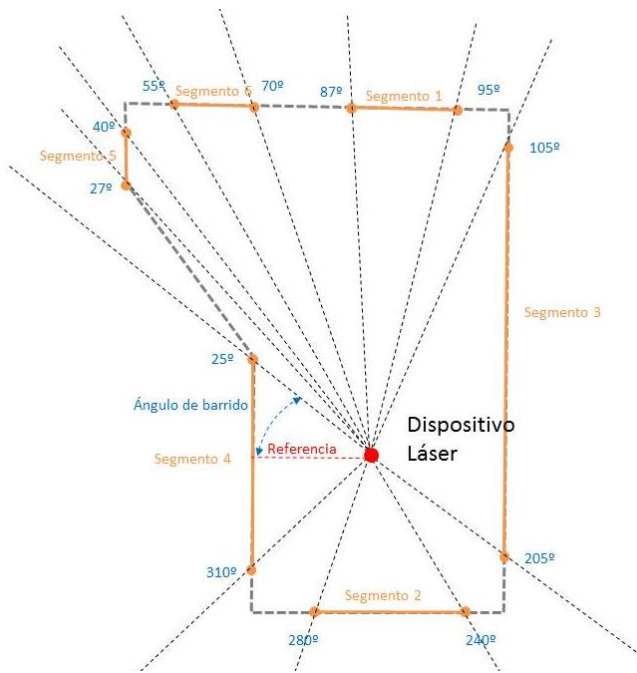 55º
Segmento 6
70º
87º
Segmento 1
95º
40º
105º
Segmento 5
27º
Segmento 3
25º
Ángulo de barrido
Dispositivo
Láser
Referencia
Segmento 4
205º
310º
Segmento 2
280º
240º